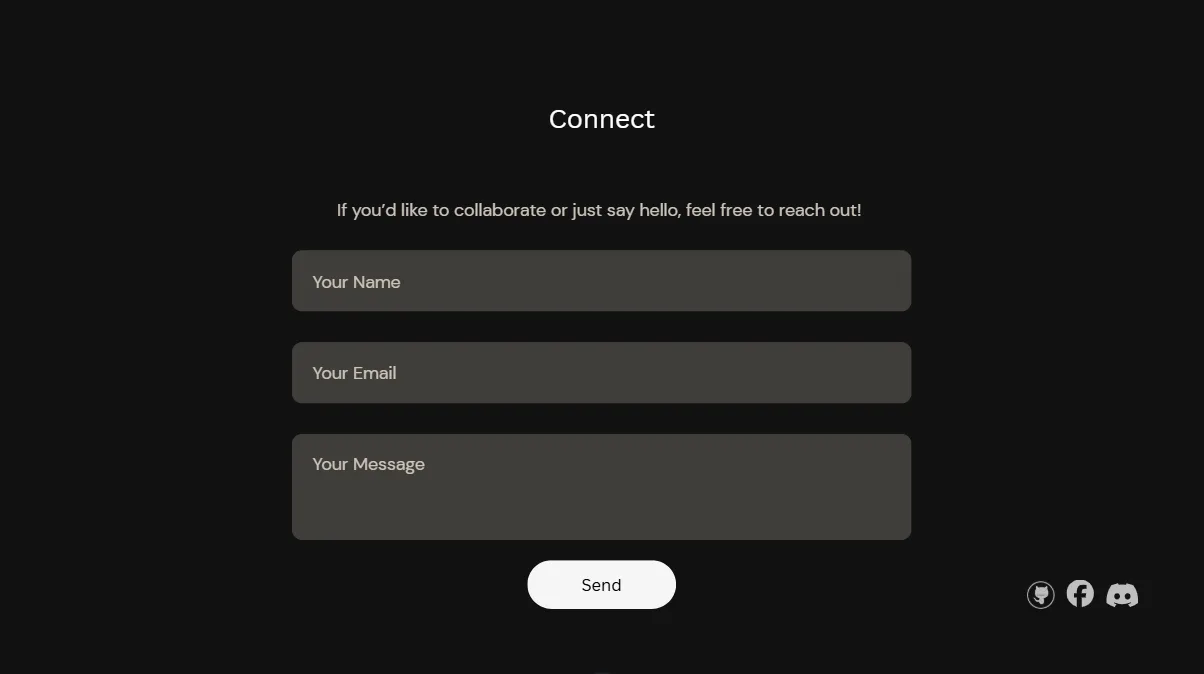 Connect
If you’d like to collaborate or just say hello, feel free to reach out!
Your Name
Your Email
Your Message
Send